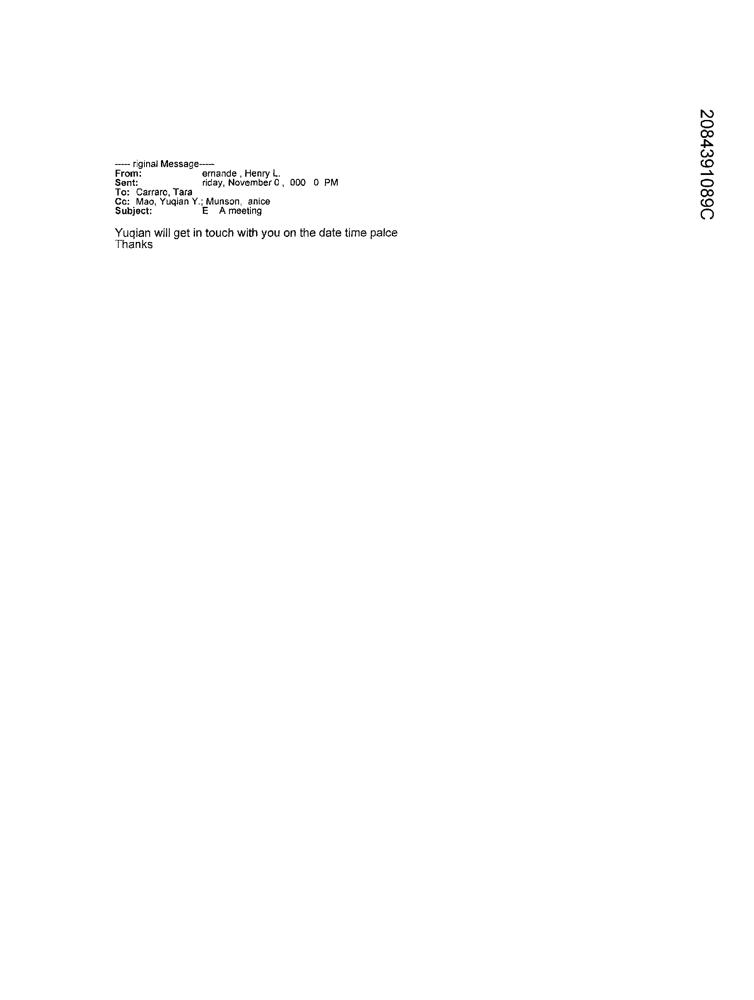 ----- riginal Message-----
From: ernande , Henry L.
Sent: riday, November 0 , 000 0 PM
To: Carraro, Tara
Cc: Mao, Yuqian Y.; Munson, anice
Subject: E A meeting
Yuqian will get in touch with you on the date time palce
Thanks
2084391089C